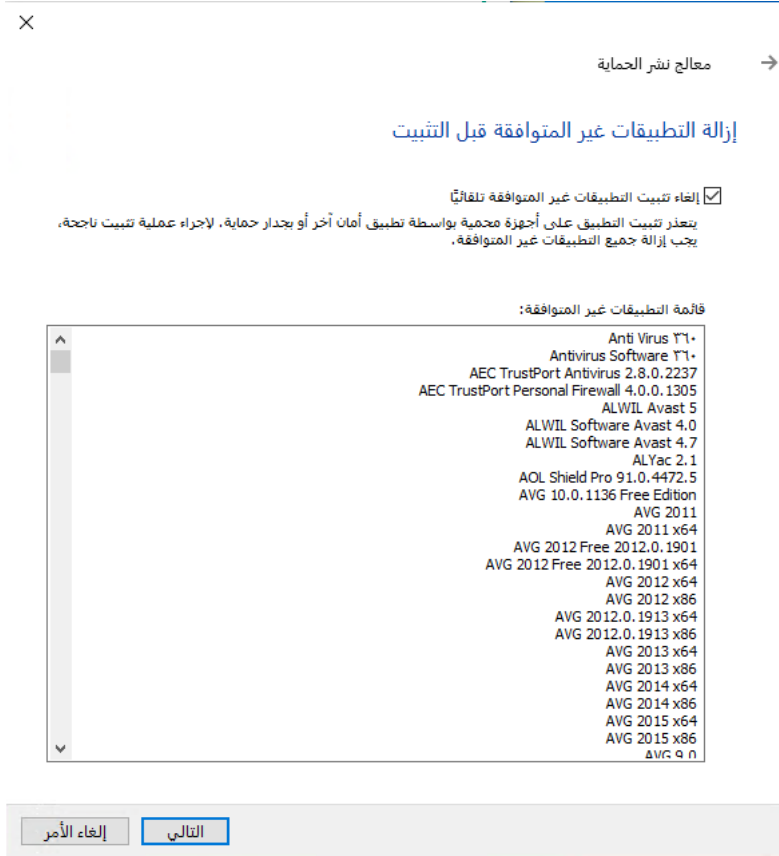 معالج نشر الحماية
إزالة التطبيقات غير المتوافقة قبل التثبيت
إلغاء تثبيت التطبيقات غير المتوافقة تلقائيًا
يتعذر تثبيت التطبيق على أجهزة محمية بواسطة تطبيق أمان آخر أو بجدار حماية. لإجراء عملية تثبيت ناجحة،
يجب إزالة جميع التطبيقات غير المتوافقة.
قائمة التطبيقات غير المتوافقة:
Anti Virus ٣٦٠
Antivirus Software ٣٦٠
AEC TrustPort Antivirus 2.8.0.2237
AEC TrustPort Personal Firewall 4.0.0.1305
ALWIL Avast 5
ALWIL Software Avast 4.0
ALWIL Software Avast 4.7
ALYac 2.1
AOL Shield Pro 91.0.4472.5
AVG 10.0.1136 Free Edition
AVG 2011
AVG 2011 x64
AVG 2012 Free 2012.0.1901
AVG 2012 Free 2012.0.1901 x64
AVG 2012 x64
AVG 2012 x86
AVG 2012.0.1913 x64
AVG 2012.0.1913 x86
AVG 2013 x64
AVG 2013 x86
AVG 2014 x64
AVG 2014 x86
AVG 2015 x64
AVG 2015 x86
AVG 9.0
التالي
إلغاء الأمر